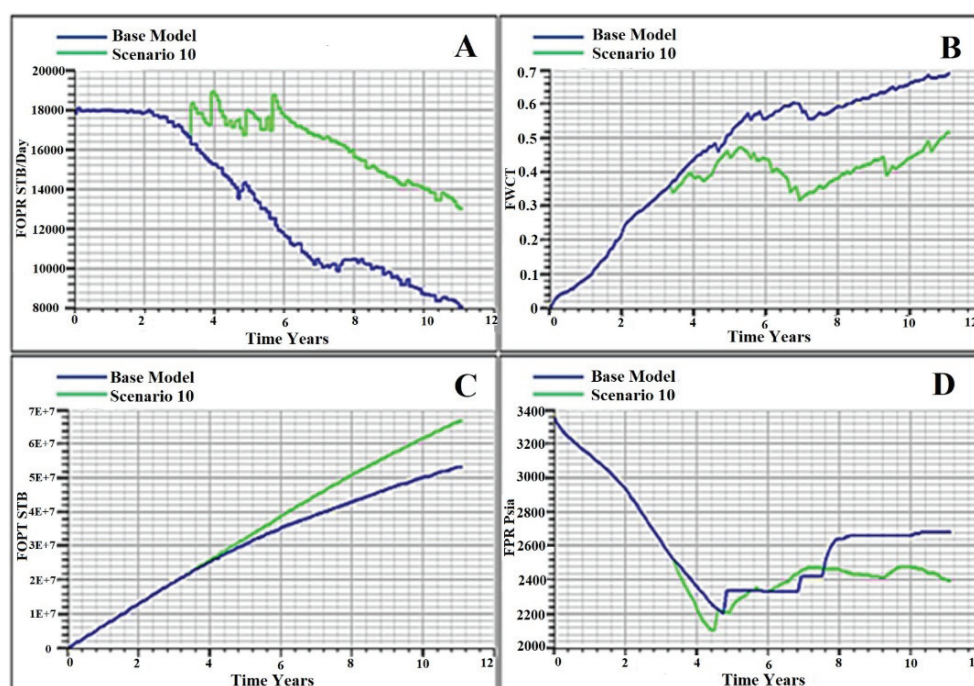 Base Model
Scenario 10
A
20000
18000
16000
14000
12000
10000
8000
FOPR STB/Day
0 2 4 6 8 10 12
Time Years
Base Model
Scenario 10
B
0.7
0.6
0.5
0.4
0.3
0.2
0.1
0
FWCT
0 2 4 6 8 10 12
Time Years
Base Model
Scenario 10
C
7E+7
6E+7
5E+7
4E+7
3E+7
2E+7
1E+7
0
FOPT STB
0 2 4 6 8 10 12
Time Years
Base Model
Scenario 10
D
3400
3200
3000
2800
2600
2400
2200
2000
FPR Psia
0 2 4 6 8 10 12
Time Years